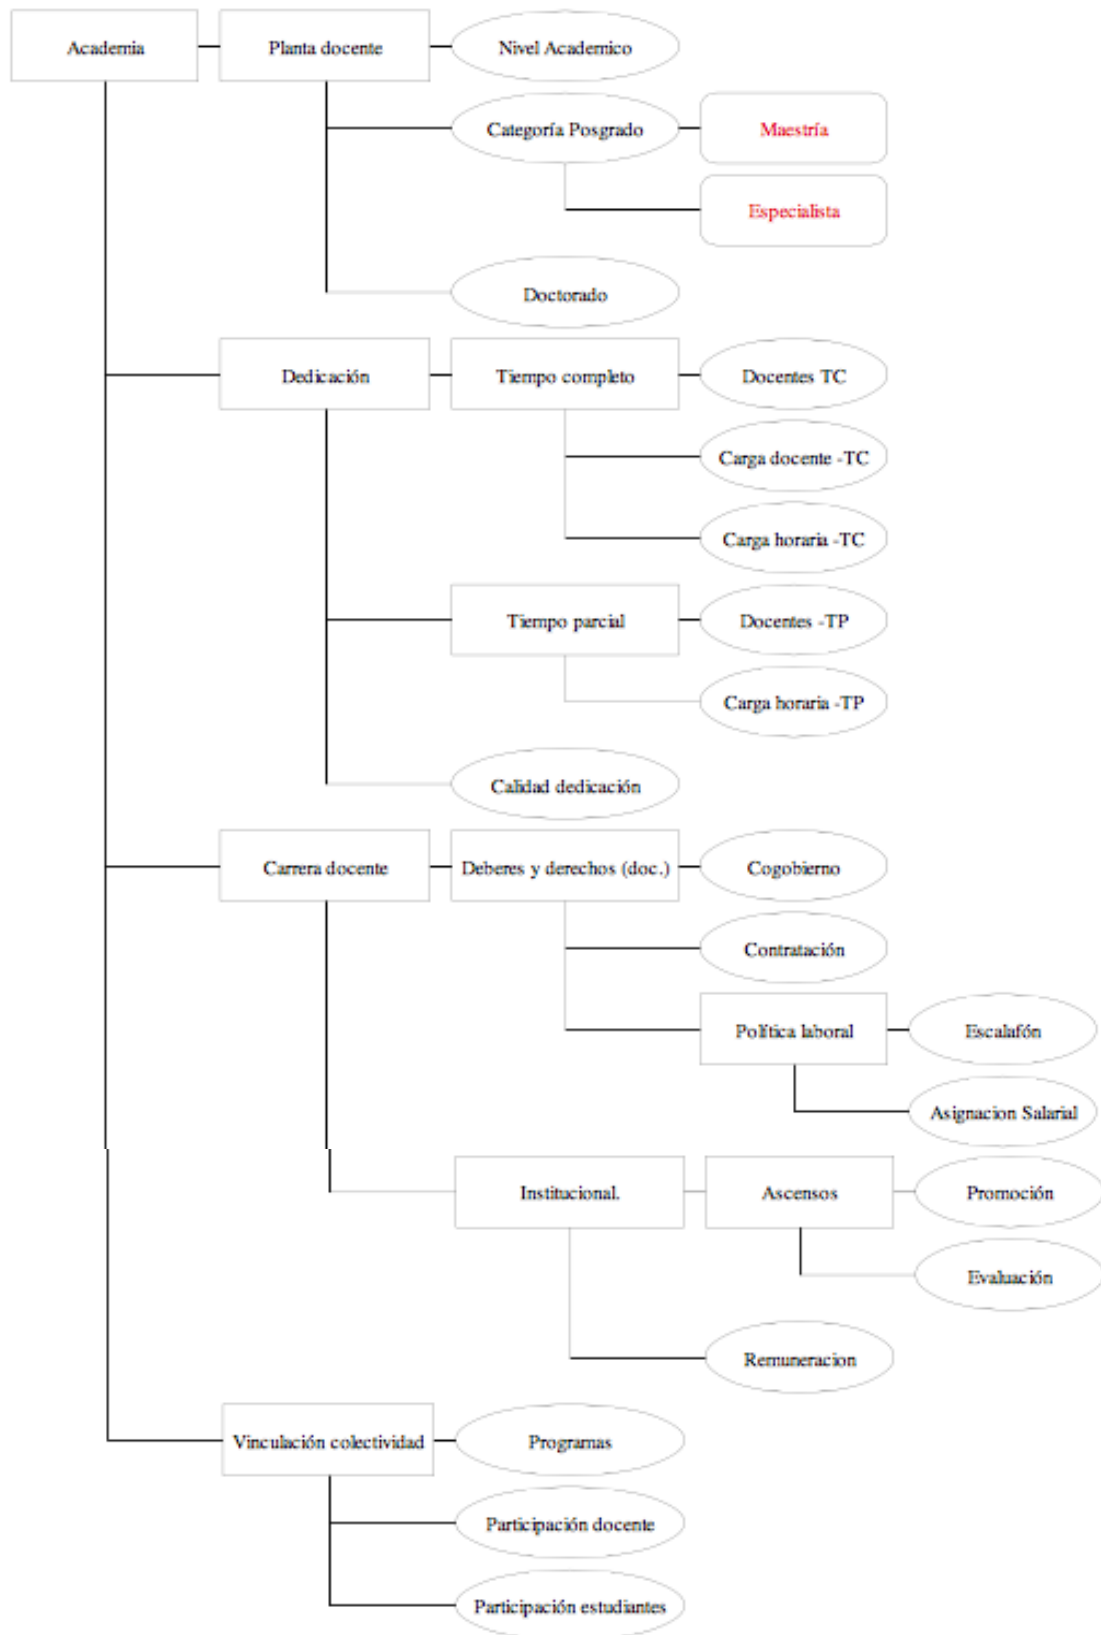 Academia
Planta docente
Nivel Academico
Categoría Posgrado
Maestría
Especialista
Doctorado
Dedicación
Tiempo completo
Docentes TC
Carga docente -TC
Carga horaria -TC
Tiempo parcial
Docentes -TP
Carga horaria -TP
Calidad dedicación
Carrera docente
Deberes y derechos (doc.)
Cogobierno
Contratación
Política laboral
Escalafón
Asignacion Salarial
Institucional.
Ascensos
Promoción
Evaluación
Remuneracion
Vinculación colectividad
Programas
Participación docente
Participación estudiantes